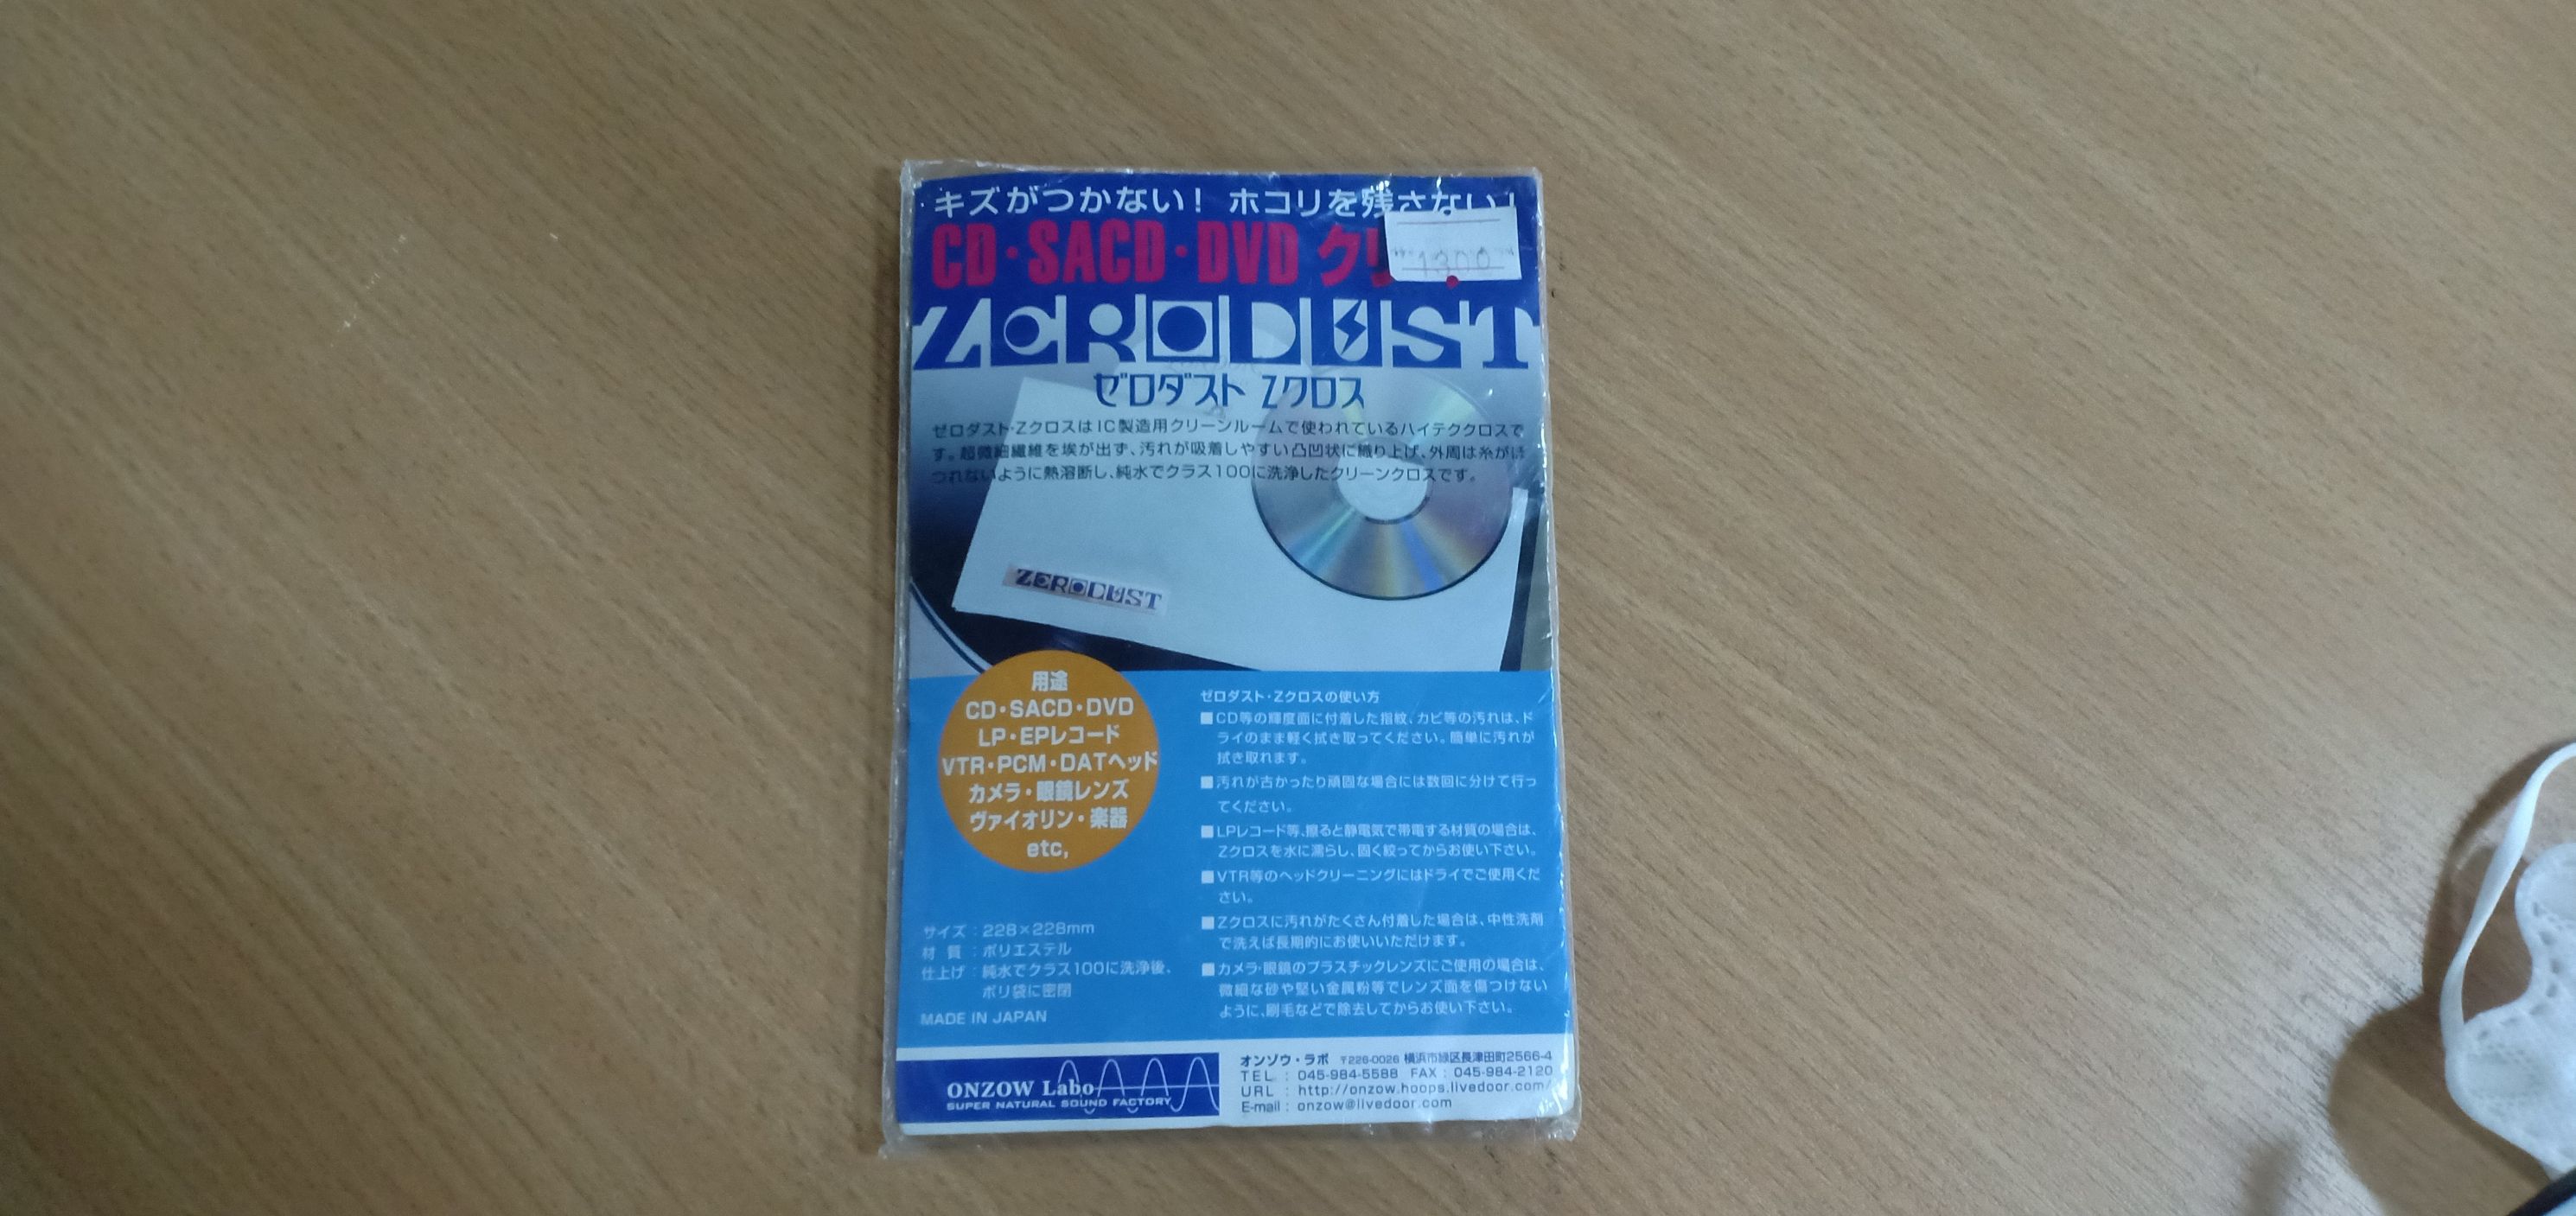 キズがつかない！ ホコリを残さない！
CD・SACD・DVD クリ
1300
ZERODUST
ゼロダスト Zクロス
ゼロダスト・ZクロスはIC製造用クリーンルームで使われているハイテククロスで
す。超微細繊維を埃が出ず、汚れが吸着しやすい凸凹状に織り上げ、外周は糸がほ
つれないように熱溶断し、純水でクラス100に洗浄したクリーンクロスです。
ZERODUST
用途
CD・SACD・DVD
LP・EPレコード
VTR・PCM・DATヘッド
カメラ・眼鏡レンズ
ヴァイオリン・楽器
etc,
サイズ：228×228mm
材 質：ポリエステル
仕上げ：純水でクラス100に洗浄後、
ポリ袋に密閉
MADE IN JAPAN
ゼロダスト・Zクロスの使い方
■CD等の輝度面に付着した指紋、カビ等の汚れは、ド
ライのまま軽く拭き取ってください。簡単に汚れが
拭き取れます。
■汚れが古かったり頑固な場合には数回に分けて行っ
てください。
■LPレコード等、擦ると静電気で帯電する材質の場合は、
Zクロスを水に濡らし、固く絞ってからお使い下さい。
■VTR等のヘッドクリーニングにはドライでご使用くだ
さい。
■Zクロスに汚れがたくさん付着した場合は、中性洗剤
で洗えば長期的にお使いいただけます。
■カメラ・眼鏡のプラスチックレンズにご使用の場合は、
微細な砂や堅い金属粉等でレンズ面を傷つけない
ように、刷毛などで除去してからお使い下さい。
ONZOW Labo
SUPER NATURAL SOUND FACTORY
オンゾウ・ラボ 〒226-0026 横浜市緑区長津田町2566-4
TEL : 045-984-5588 FAX : 045-984-2120
URL : http://onzow.hoops.livedoor.com/
E-mail : onzow@livedoor.com